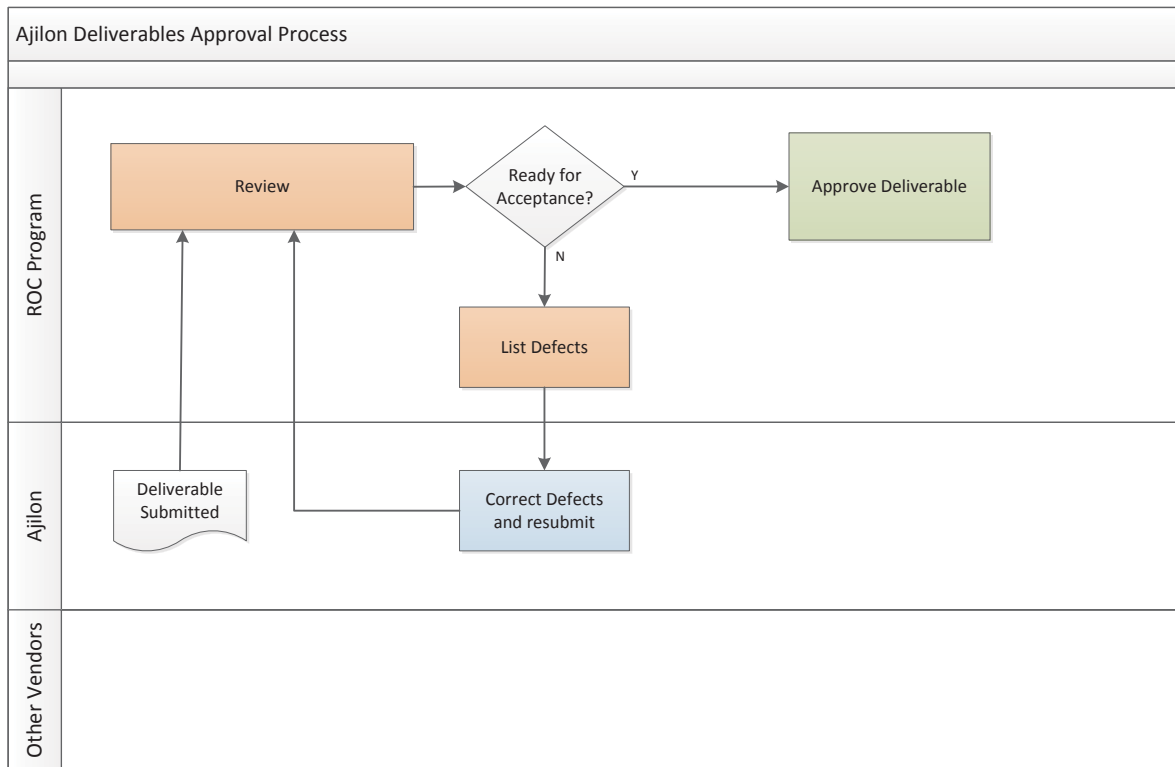 Ajilon Deliverables Approval Process
ROC Program
Review
Ready for
Acceptance?
Y
Approve Deliverable
N
List Defects
Ajilon
Deliverable
Submitted
Correct Defects
and resubmit
Other Vendors